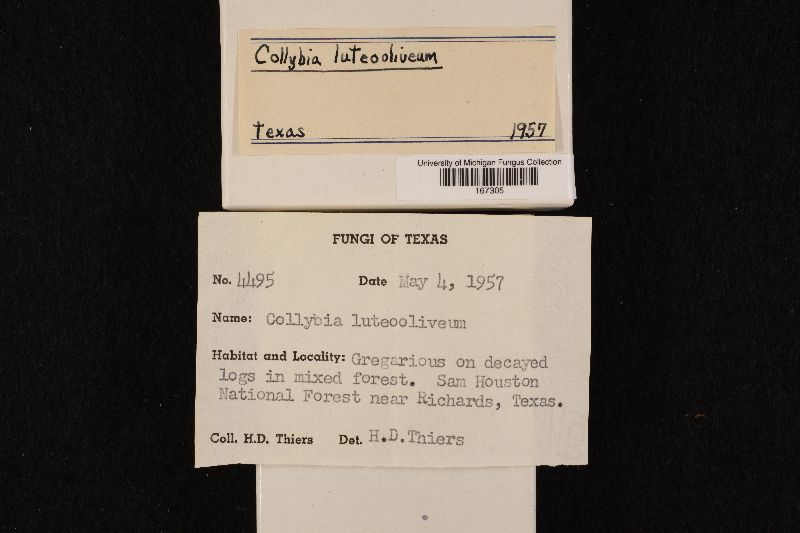 Collybia luteooliveum
Texas 1957
University of Michigan Fungus Collection
167305
FUNGI OF TEXAS
No. 4495 Date May 4, 1957
Name: Collybia luteooliveum
Habitat and Locality: Gregarious on decayed
logs in mixed forest. Sam Houston
National Forest near Richards, Texas.
Coll. H.D. Thiers Det. H.D.Thiers